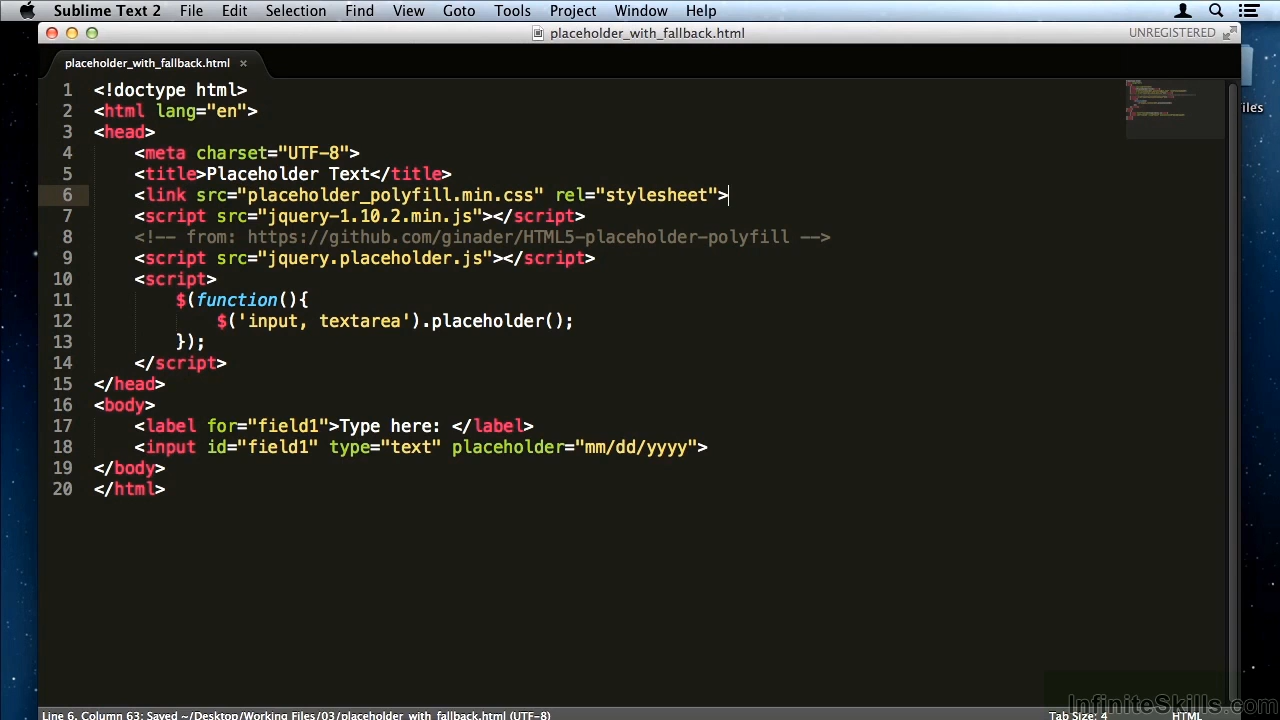 Sublime Text 2 File Edit Selection Find View Goto Tools Project Window Help
placeholder_with_fallback.html UNREGISTERED
placeholder_with_fallback.html ×
1 <!doctype html>
2 <html lang="en">
3 <head>
4 <meta charset="UTF-8">
5 <title>Placeholder Text</title>
6 <link src="placeholder_polyfill.min.css" rel="stylesheet">
7 <script src="jquery-1.10.2.min.js"></script>
8 <!-- from: https://github.com/ginader/HTML5-placeholder-polyfill -->
9 <script src="jquery.placeholder.js"></script>
10 <script>
11 $(function(){
12 $('input, textarea').placeholder();
13 });
14 </script>
15 </head>
16 <body>
17 <label for="field1">Type here: </label>
18 <input id="field1" type="text" placeholder="mm/dd/yyyy">
19 </body>
20 </html>
iles
InfiniteSkills.com
Line 6, Column 63; Saved ~/Desktop/Working Files/03/placeholder_with_fallback.html (UTF-8) Tab Size: 4 HTML